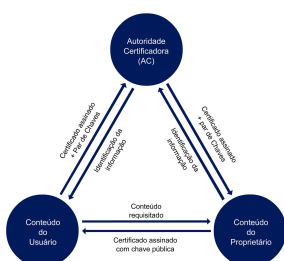 Autoridade
Certificadora
(AC)
Certificado assinado
+ Par de Chaves
Identificação da
informação
Identificação da
informação
Certificado assinado
+ par de Chaves
Conteúdo
do
Usuário
Conteúdo
requisitado
Certificado assinado
com chave pública
Conteúdo
do
Proprietário